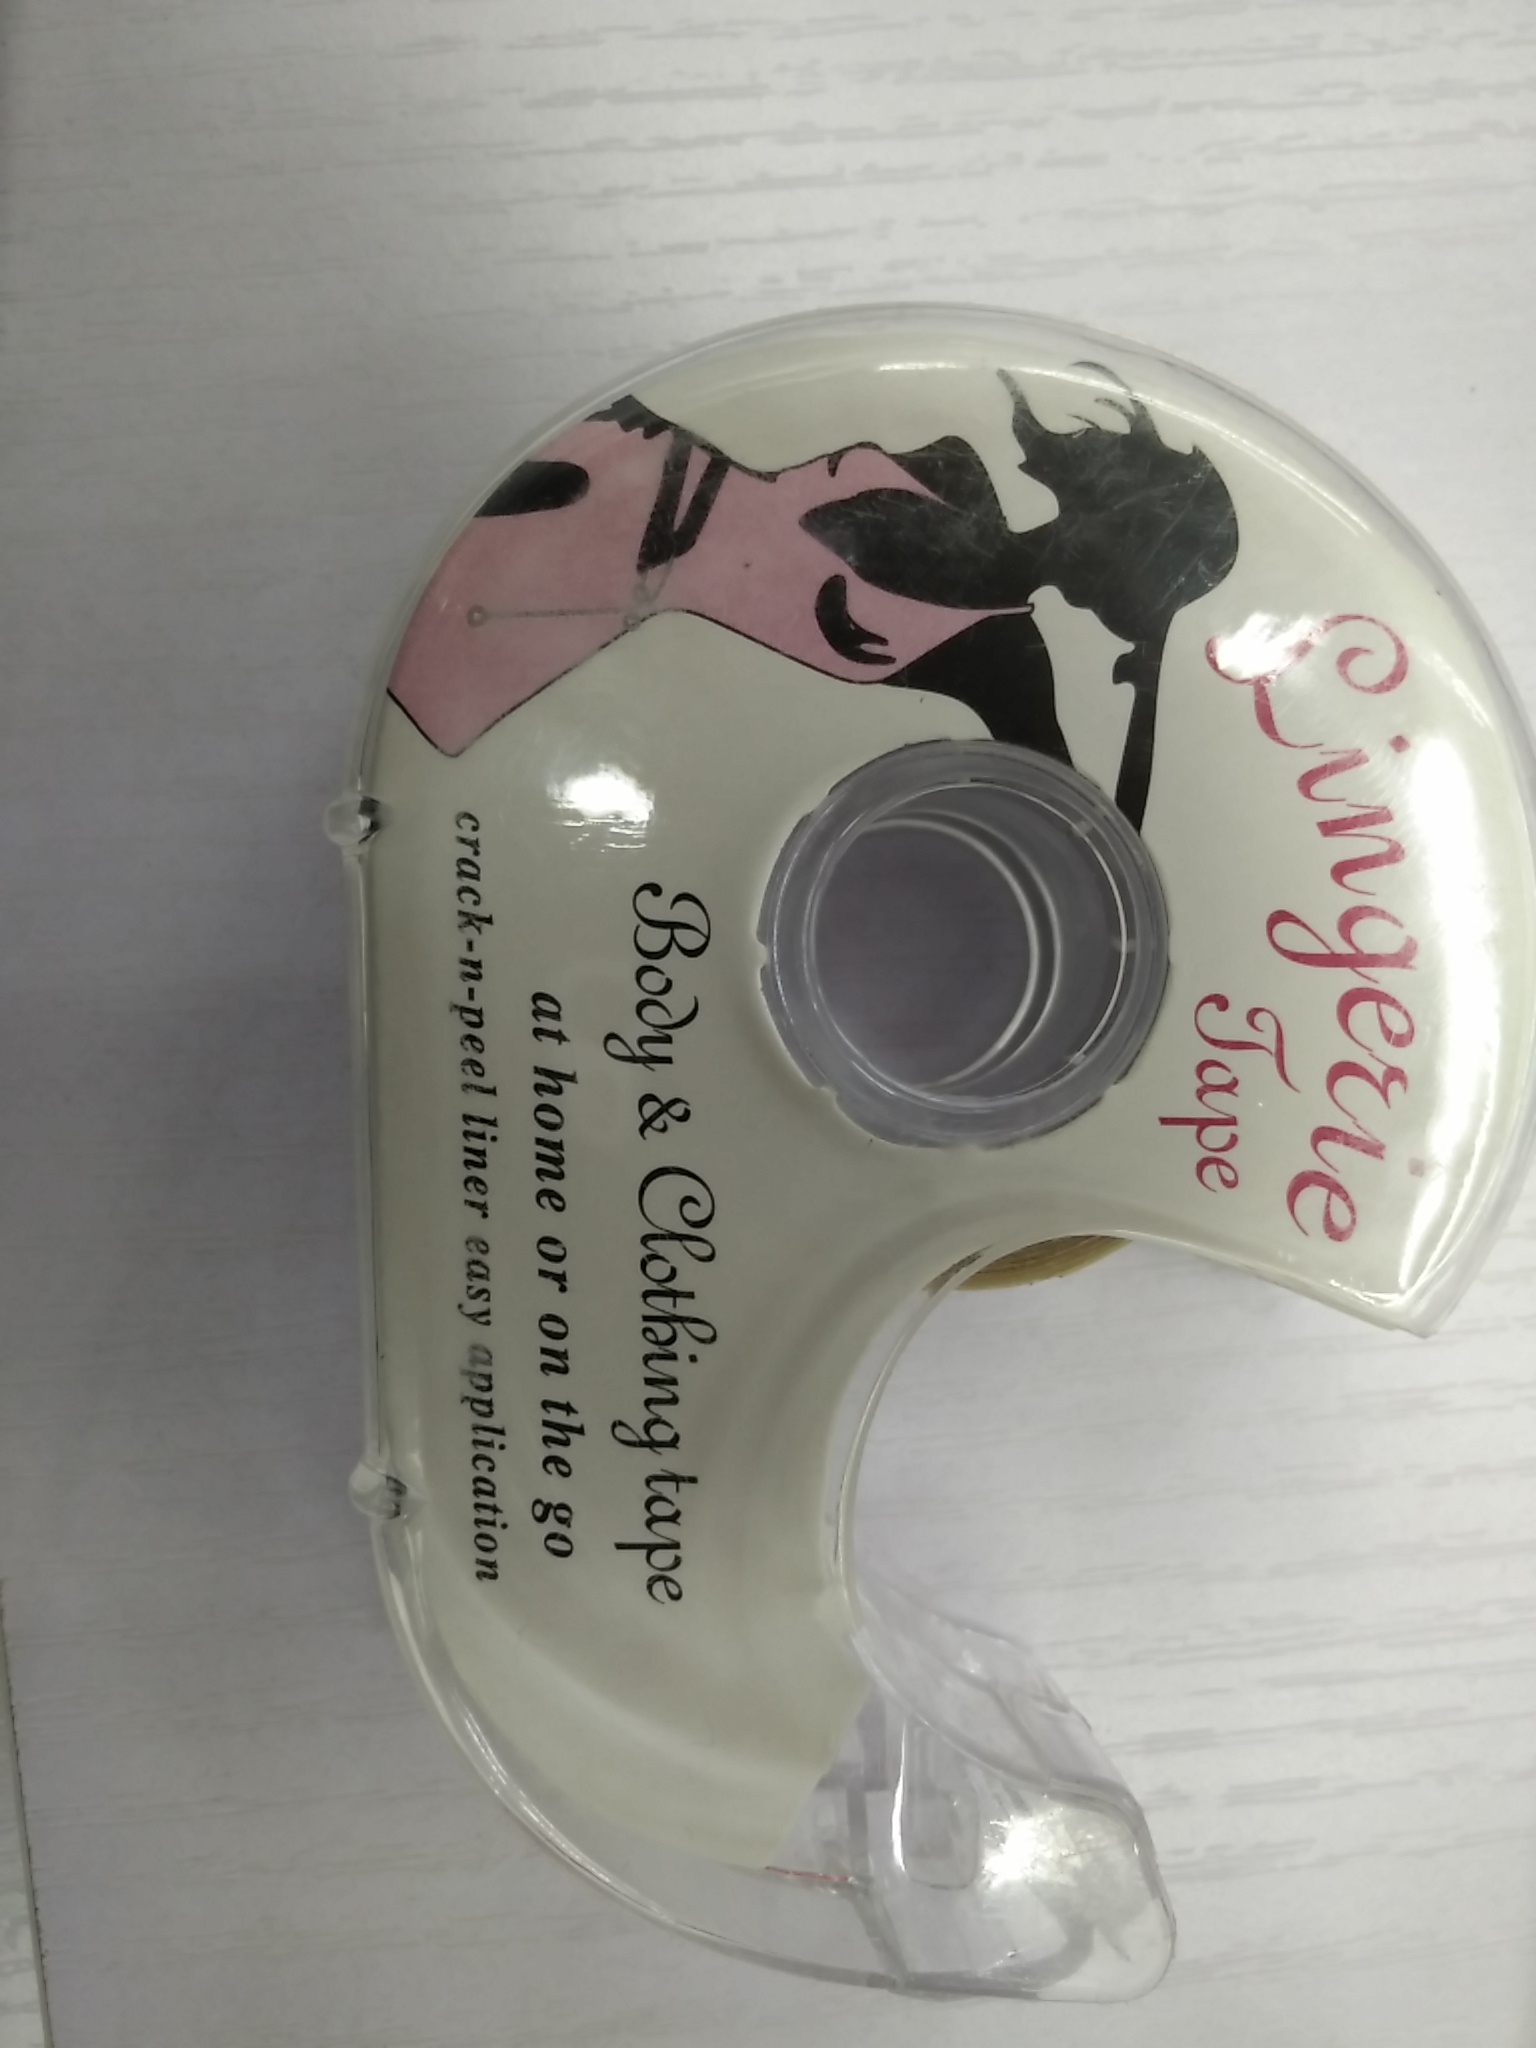 Lingerie
Tape
Body & Clothing tape
at home or on the go
crack-n-peel liner easy application